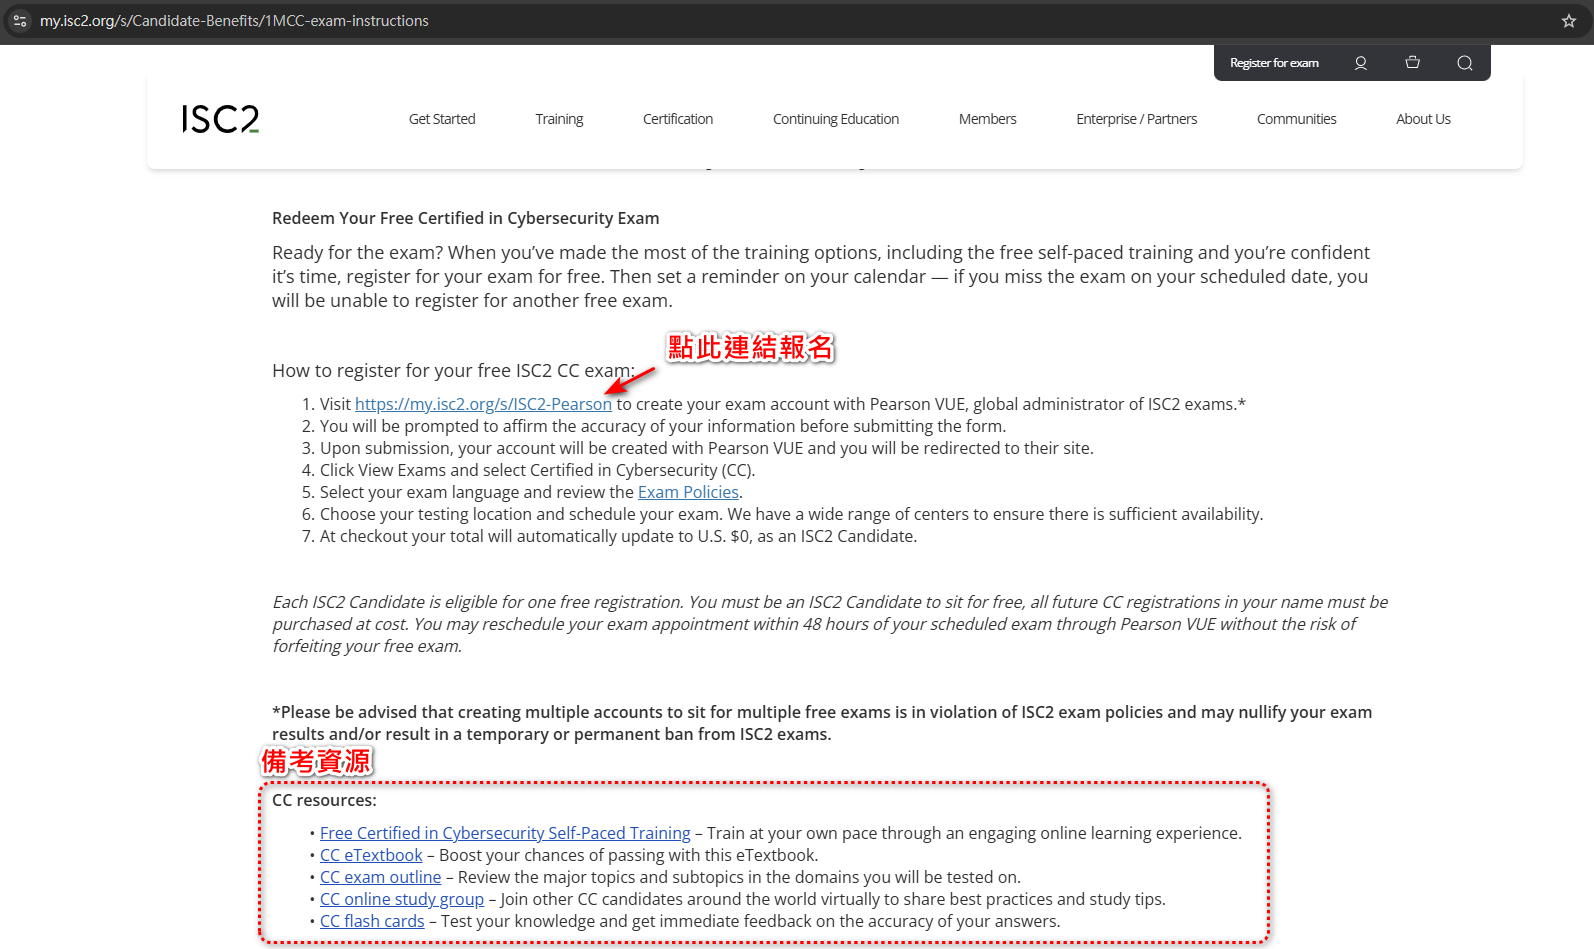 my.isc2.org/s/Candidate-Benefits/1MCC-exam-instructions
Register for exam
ISC2
Get Started Training Certification Continuing Education Members Enterprise / Partners Communities About Us
Redeem Your Free Certified in Cybersecurity Exam
Ready for the exam? When you’ve made the most of the training options, including the free self-paced training and you’re confident
it’s time, register for your exam for free. Then set a reminder on your calendar — if you miss the exam on your scheduled date, you
will be unable to register for another free exam.
點此連結報名
How to register for your free ISC2 CC exam:
1. Visit https://my.isc2.org/s/ISC2-Pearson to create your exam account with Pearson VUE, global administrator of ISC2 exams.*
2. You will be prompted to affirm the accuracy of your information before submitting the form.
3. Upon submission, your account will be created with Pearson VUE and you will be redirected to their site.
4. Click View Exams and select Certified in Cybersecurity (CC).
5. Select your exam language and review the Exam Policies.
6. Choose your testing location and schedule your exam. We have a wide range of centers to ensure there is sufficient availability.
7. At checkout your total will automatically update to U.S. $0, as an ISC2 Candidate.
Each ISC2 Candidate is eligible for one free registration. You must be an ISC2 Candidate to sit for free, all future CC registrations in your name must be
purchased at cost. You may reschedule your exam appointment within 48 hours of your scheduled exam through Pearson VUE without the risk of
forfeiting your free exam.
*Please be advised that creating multiple accounts to sit for multiple free exams is in violation of ISC2 exam policies and may nullify your exam
results and/or result in a temporary or permanent ban from ISC2 exams.
備考資源
CC resources:
• Free Certified in Cybersecurity Self-Paced Training – Train at your own pace through an engaging online learning experience.
• CC eTextbook – Boost your chances of passing with this eTextbook.
• CC exam outline – Review the major topics and subtopics in the domains you will be tested on.
• CC online study group – Join other CC candidates around the world virtually to share best practices and study tips.
• CC flash cards – Test your knowledge and get immediate feedback on the accuracy of your answers.